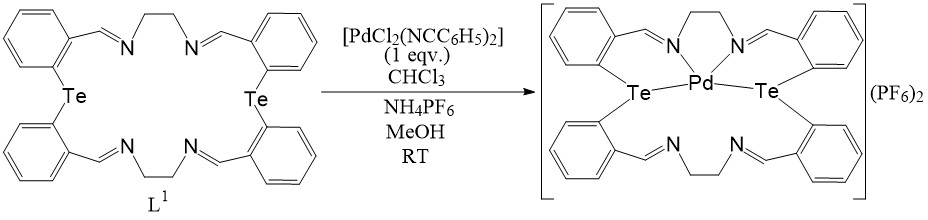 N N [PdCl2(NCC6H5)2] N N
(1 eqv.) Pd
CHCl3
Te Te Te Te (PF6)2
NH4PF6
MeOH
N N RT N N
L1